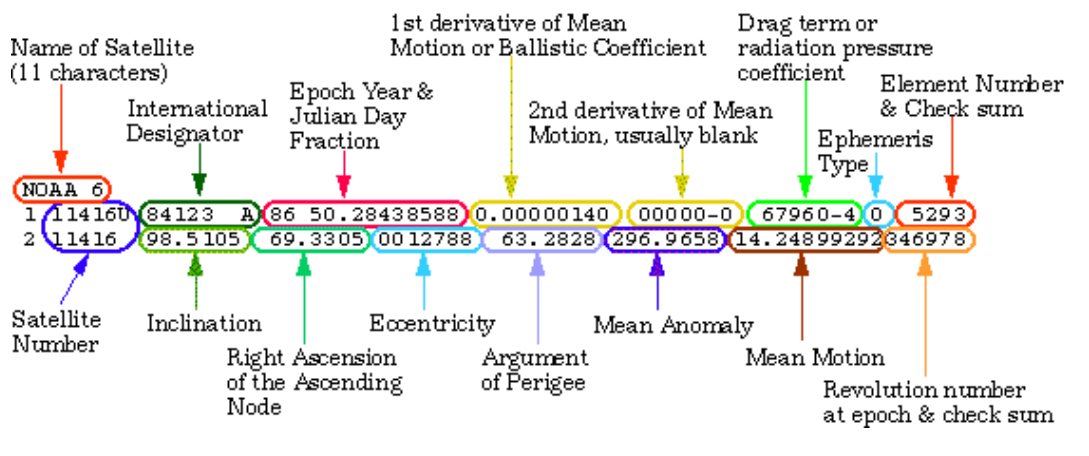 1st derivative of Mean
Motion or Ballistic Coefficient
Drag term or
radiation pressure
coefficient
Name of Satellite
(11 characters)
International
Designator
Epoch Year &
Julian Day
Fraction
2nd derivative of Mean
Motion, usually blank
Element Number
& Check sum
Ephemeris
Type
NOAA 6
1 11416U 84123 A 86 50.28438588 0.00000140 00000-0 67960-4 0 5293
2 11416 98.5105 69.3305 0012788 63.2828 296.9658 14.24899292 346978
Satellite
Number
Inclination
Right Ascension
of the Ascending
Node
Eccentricity
Argument
of Perigee
Mean Anomaly
Mean Motion
Revolution number
at epoch & check sum